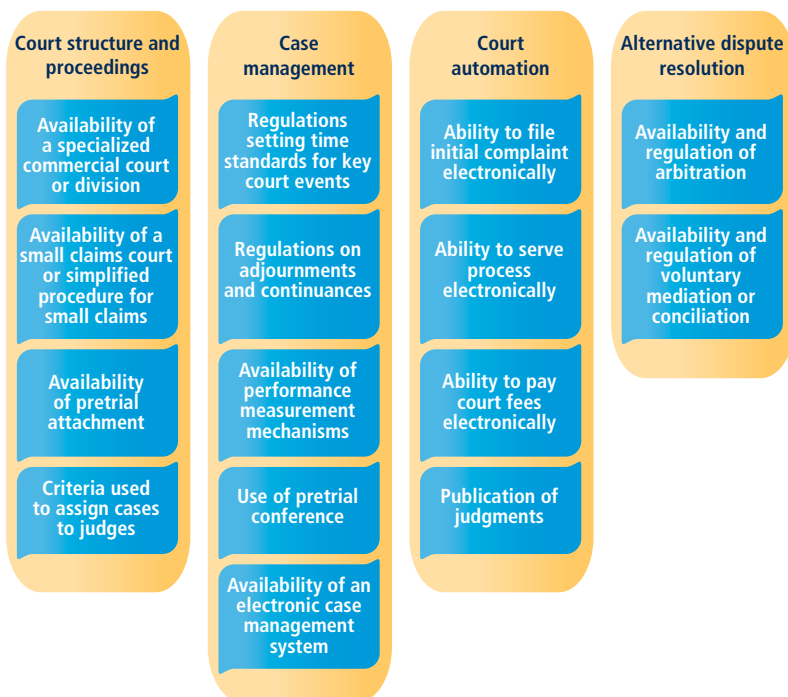 Court structure and
proceedings
Availability of
a specialized
commercial court
or division
Availability of a
small claims court
or simplified
procedure for
small claims
Availability
of pretrial
attachment
Criteria used
to assign cases
to judges
Case
management
Regulations
setting time
standards for key
court events
Regulations on
adjournments
and continuances
Availability of
performance
measurement
mechanisms
Use of pretrial
conference
Availability of an
electronic case
management
system
Court
automation
Ability to file
initial complaint
electronically
Ability to serve
process
electronically
Ability to pay
court fees
electronically
Publication of
judgments
Alternative dispute
resolution
Availability and
regulation of
arbitration
Availability and
regulation of
voluntary
mediation or
conciliation